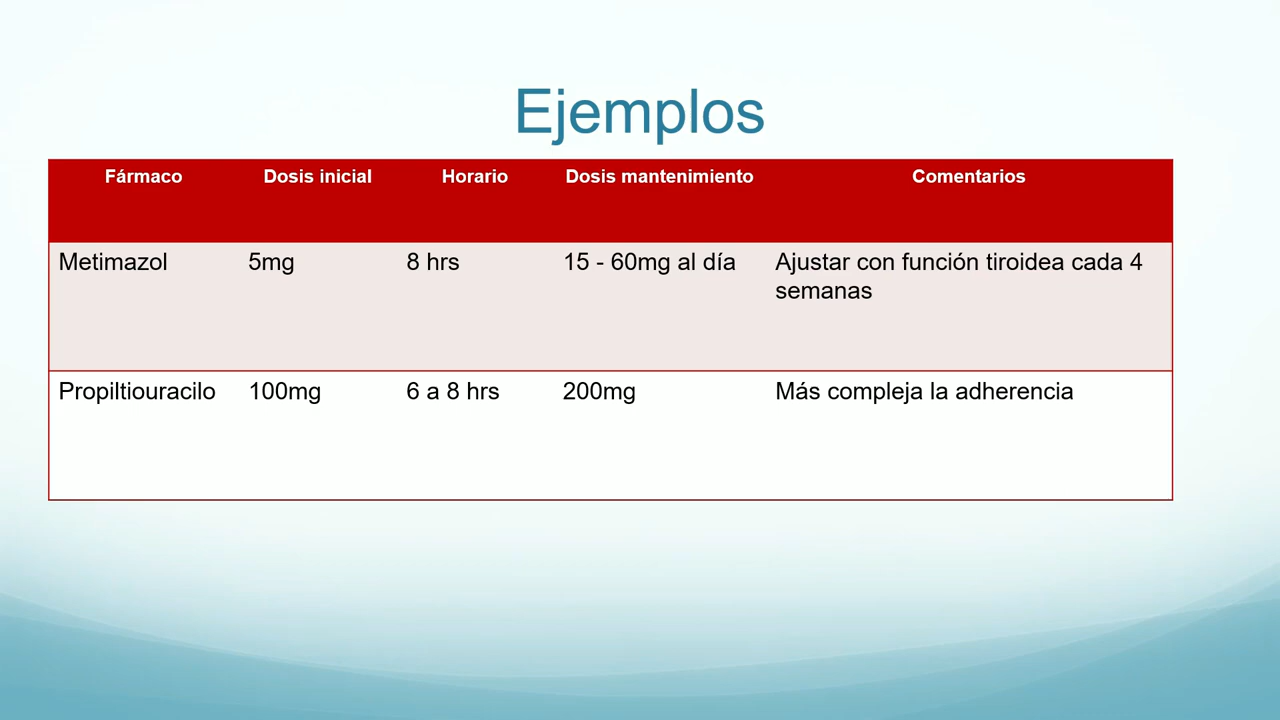 Ejemplos
Fármaco Dosis inicial Horario Dosis mantenimiento Comentarios
Metimazol 5mg 8 hrs 15 - 60mg al día Ajustar con función tiroidea cada 4
semanas
Propiltiouracilo 100mg 6 a 8 hrs 200mg Más compleja la adherencia